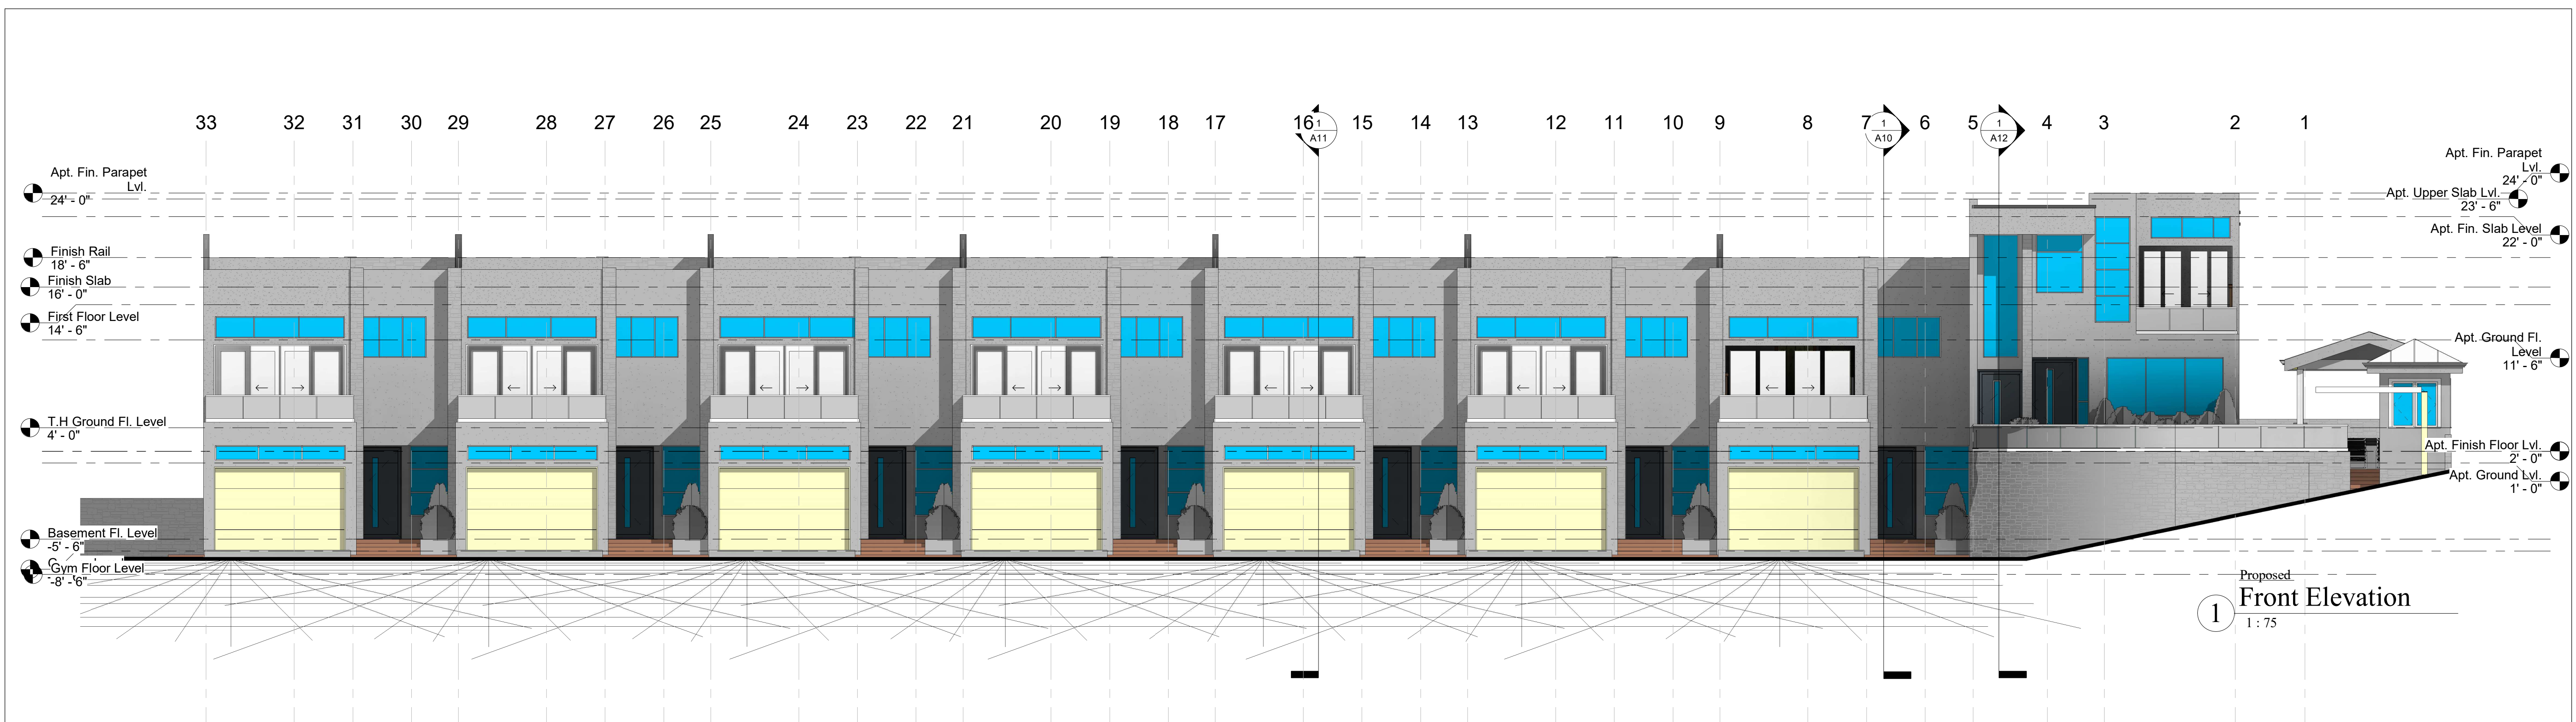 33 32 31 30 29 28 27 26 25 24 23 22 21 20 19 18 17 16 15 14 13 12 11 10 9 8 7 6 5 4 3 2 1
1
A11
1
A10
1
A12
Apt. Fin. Parapet
Lvl.
24' - 0"
Finish Rail
18' - 6"
Finish Slab
16' - 0"
First Floor Level
14' - 6"
T.H Ground Fl. Level
4' - 0"
Basement Fl. Level
-5' - 6"
Gym Floor Level
-8' - 6"
Apt. Fin. Parapet
Lvl.
24' - 0"
Apt. Upper Slab Lvl.
23' - 6"
Apt. Fin. Slab Level
22' - 0"
Apt. Ground Fl.
Level
11' - 6"
Apt. Finish Floor Lvl.
2' - 0"
Apt. Ground Lvl.
1' - 0"
Proposed
1 Front Elevation
1 : 75